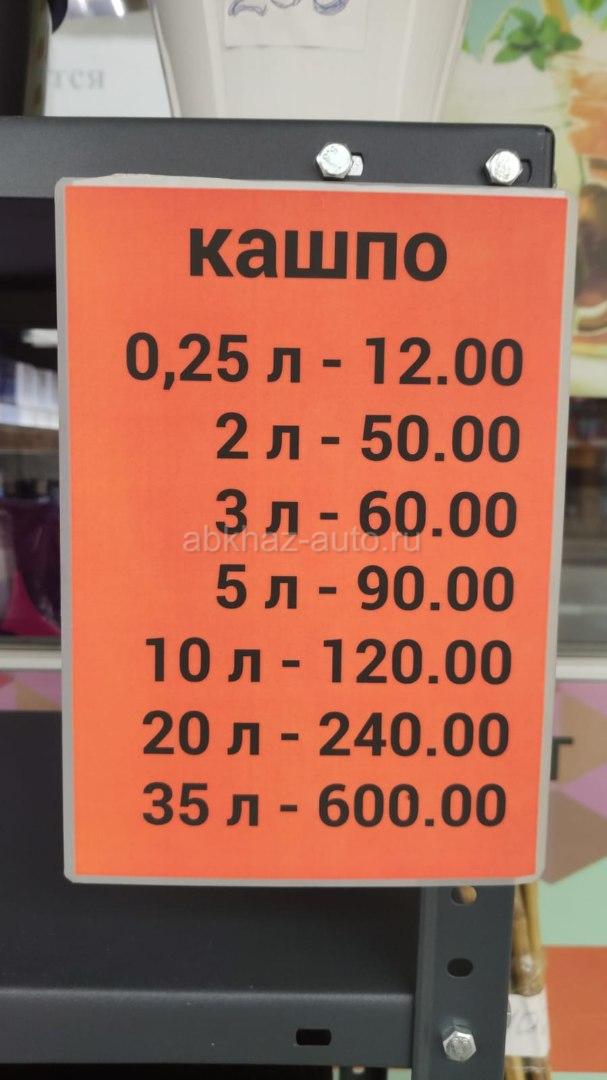 тся
кашпо
0,25 л - 12.00
2 л - 50.00
3 л - 60.00
abkhaz-auto.ru
5 л - 90.00
10 л - 120.00
20 л - 240.00
35 л - 600.00